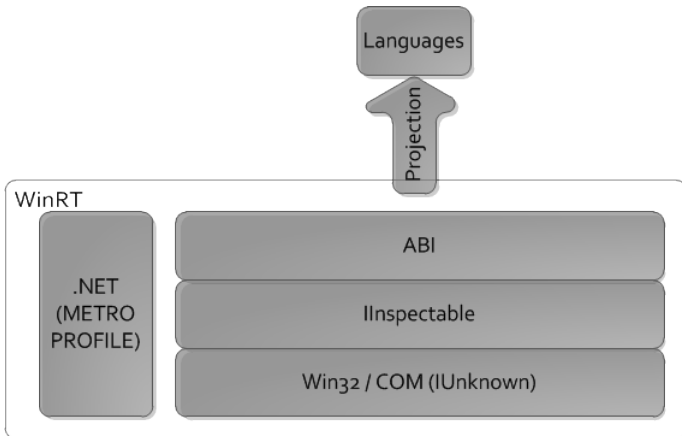 Languages
Projection
WinRT
.NET
(METRO
PROFILE)
ABI
IInspectable
Win32 / COM (IUnknown)